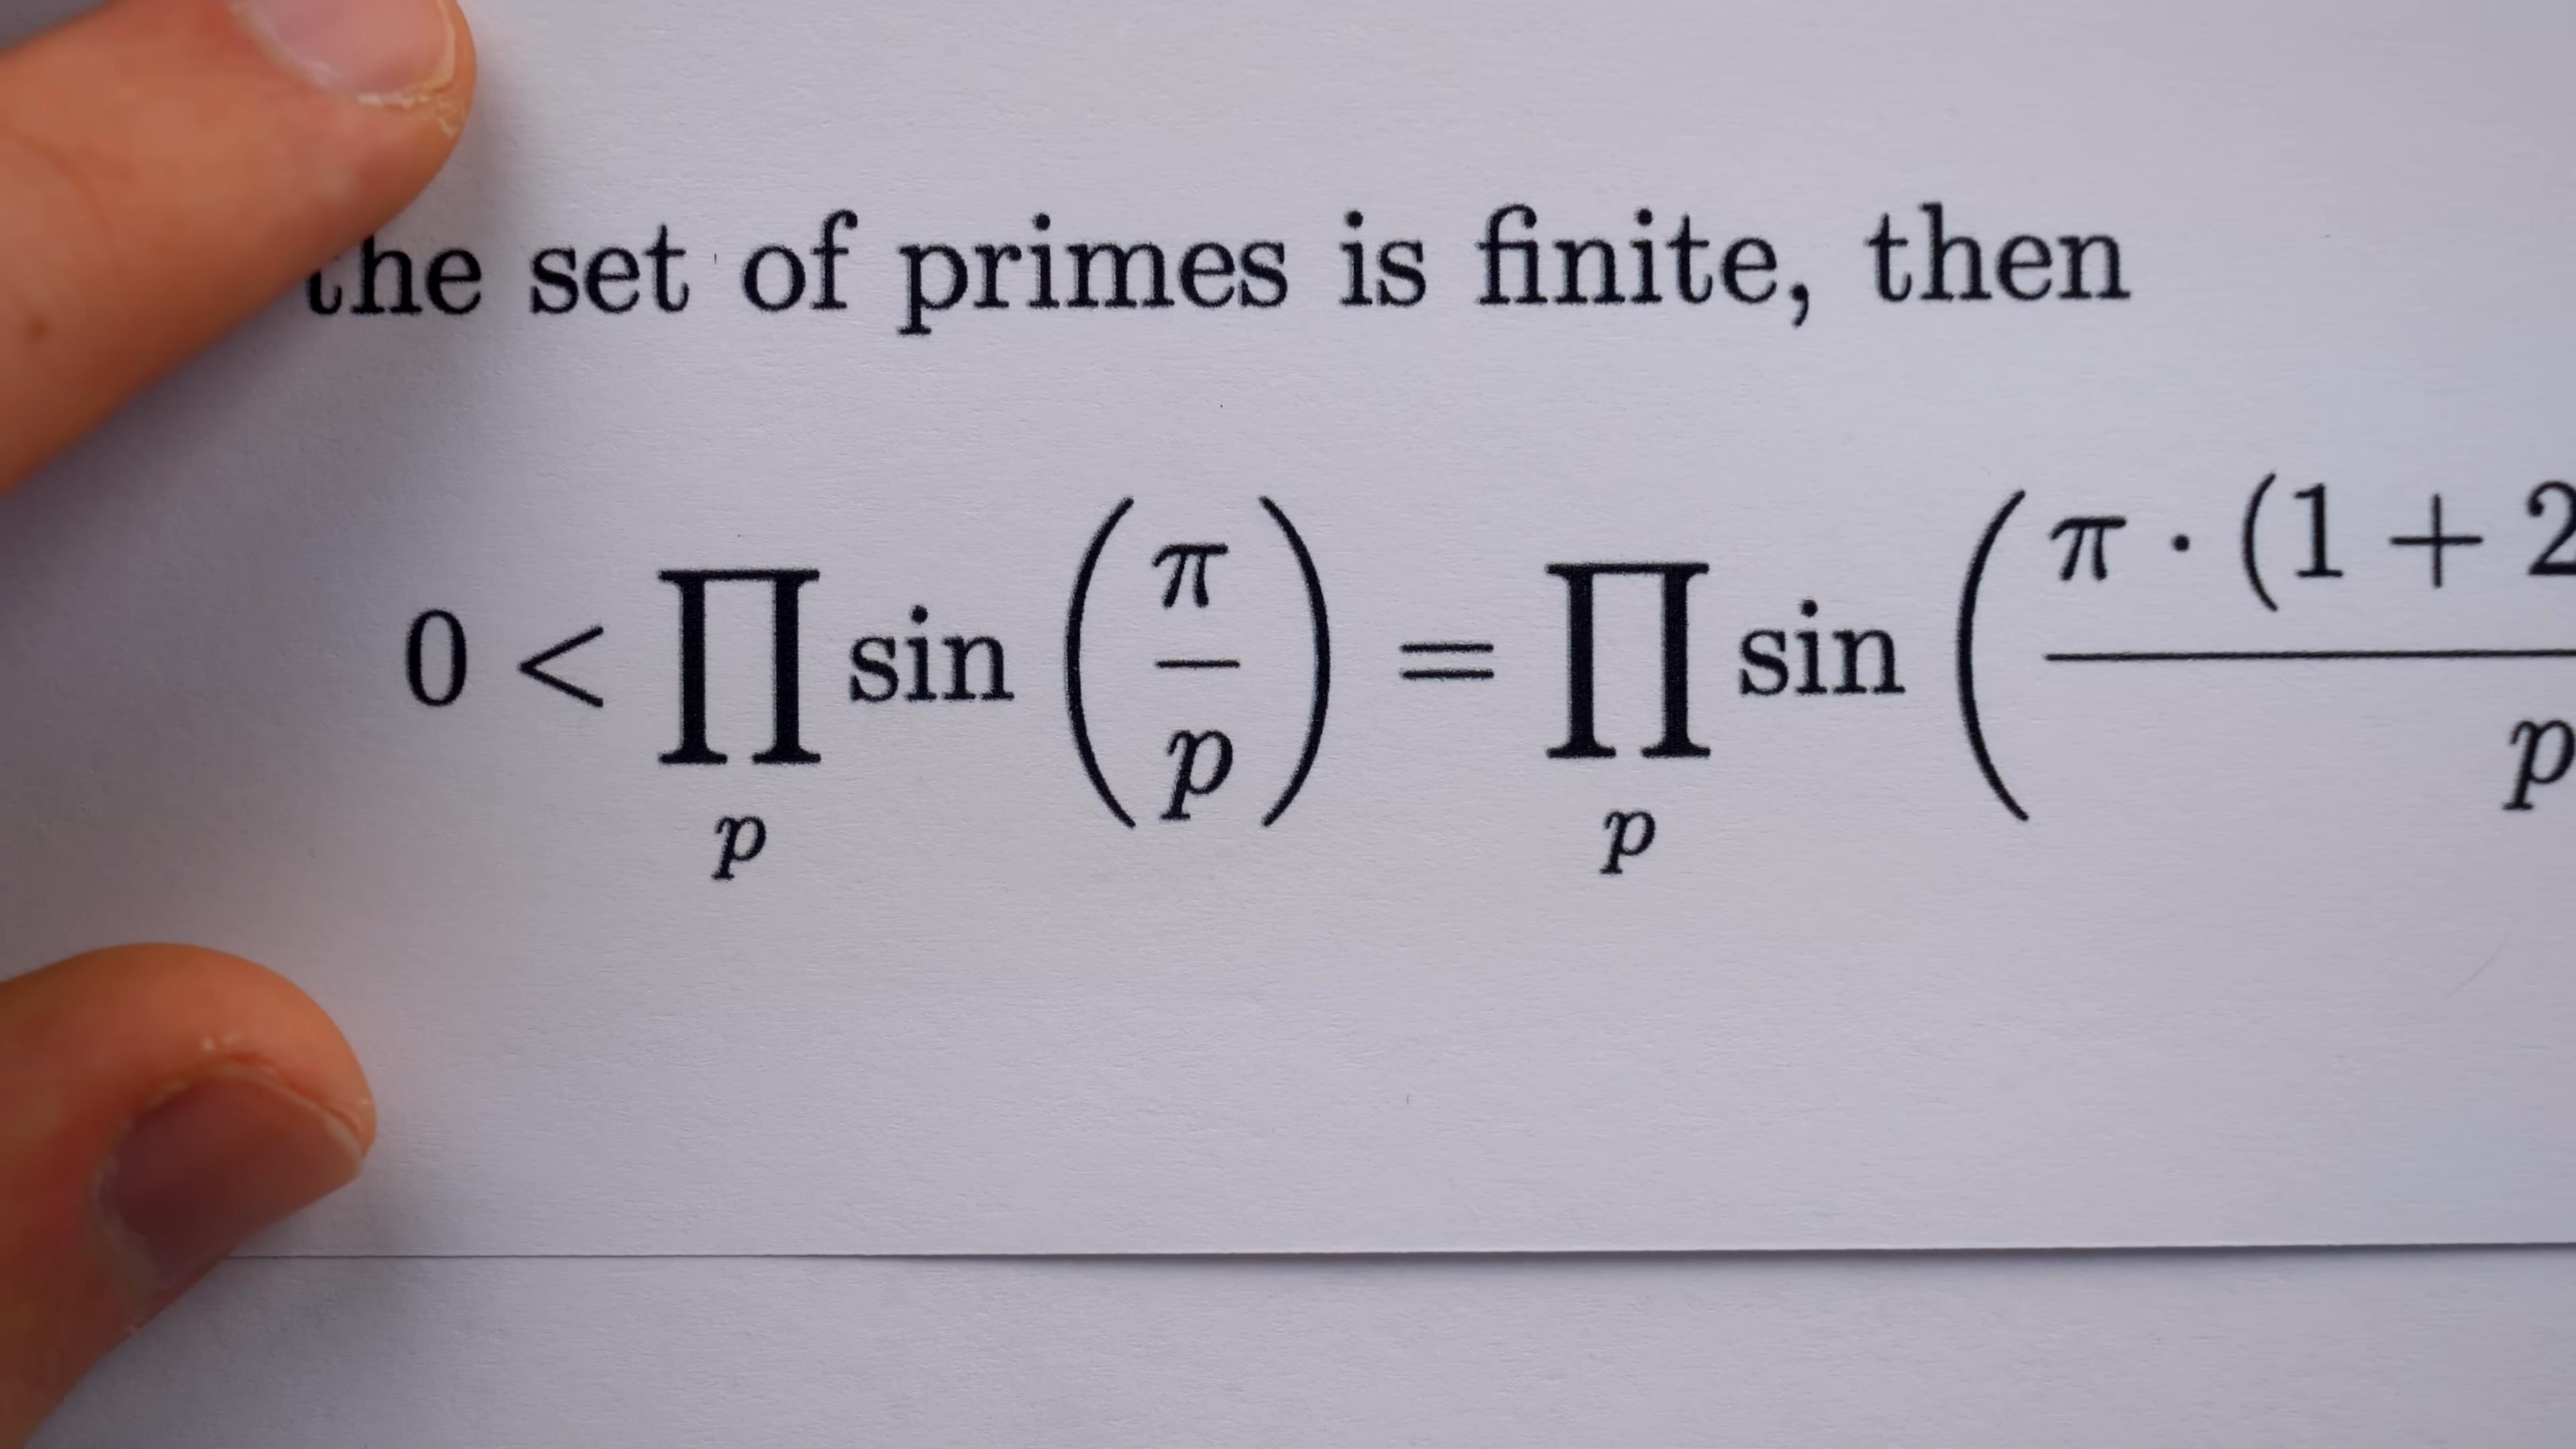 the set of primes is finite, then
0 < ∏_p sin(π/p) = ∏_p sin(π · (1 + 2 / p